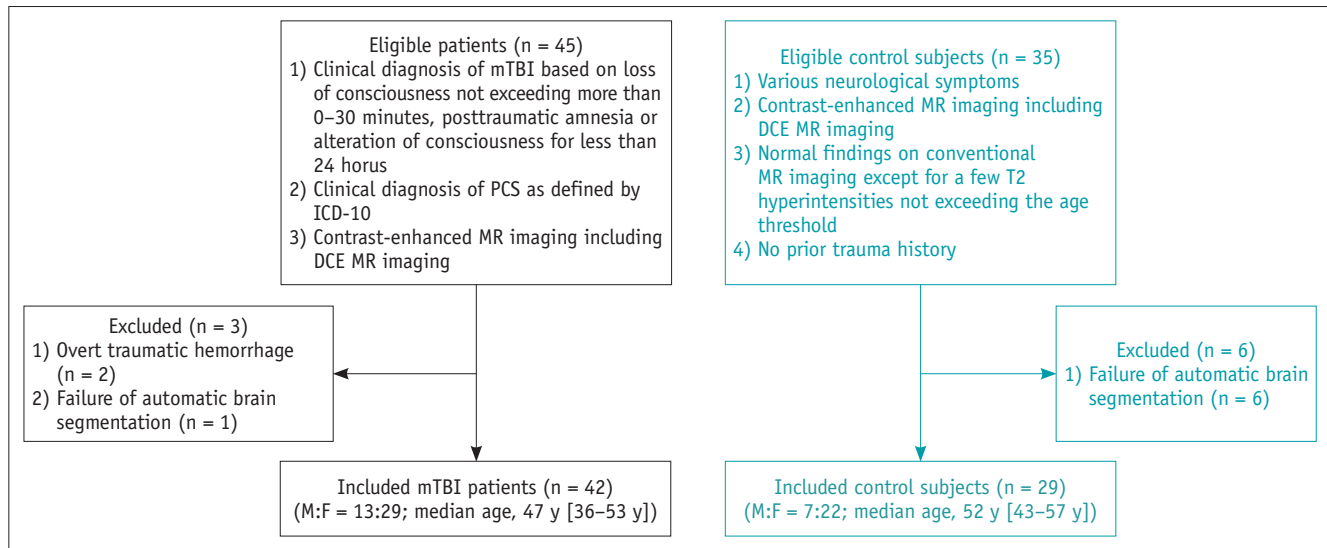 Eligible patients (n = 45)
1) Clinical diagnosis of mTBI based on loss
of consciousness not exceeding more than
0–30 minutes, posttraumatic amnesia or
alteration of consciousness for less than
24 horus
2) Clinical diagnosis of PCS as defined by
ICD-10
3) Contrast-enhanced MR imaging including
DCE MR imaging
Excluded (n = 3)
1) Overt traumatic hemorrhage
(n = 2)
2) Failure of automatic brain
segmentation (n = 1)
Included mTBI patients (n = 42)
(M:F = 13:29; median age, 47 y [36–53 y])
Eligible control subjects (n = 35)
1) Various neurological symptoms
2) Contrast-enhanced MR imaging including
DCE MR imaging
3) Normal findings on conventional
MR imaging except for a few T2
hyperintensities not exceeding the age
threshold
4) No prior trauma history
Excluded (n = 6)
1) Failure of automatic brain
segmentation (n = 6)
Included control subjects (n = 29)
(M:F = 7:22; median age, 52 y [43–57 y])